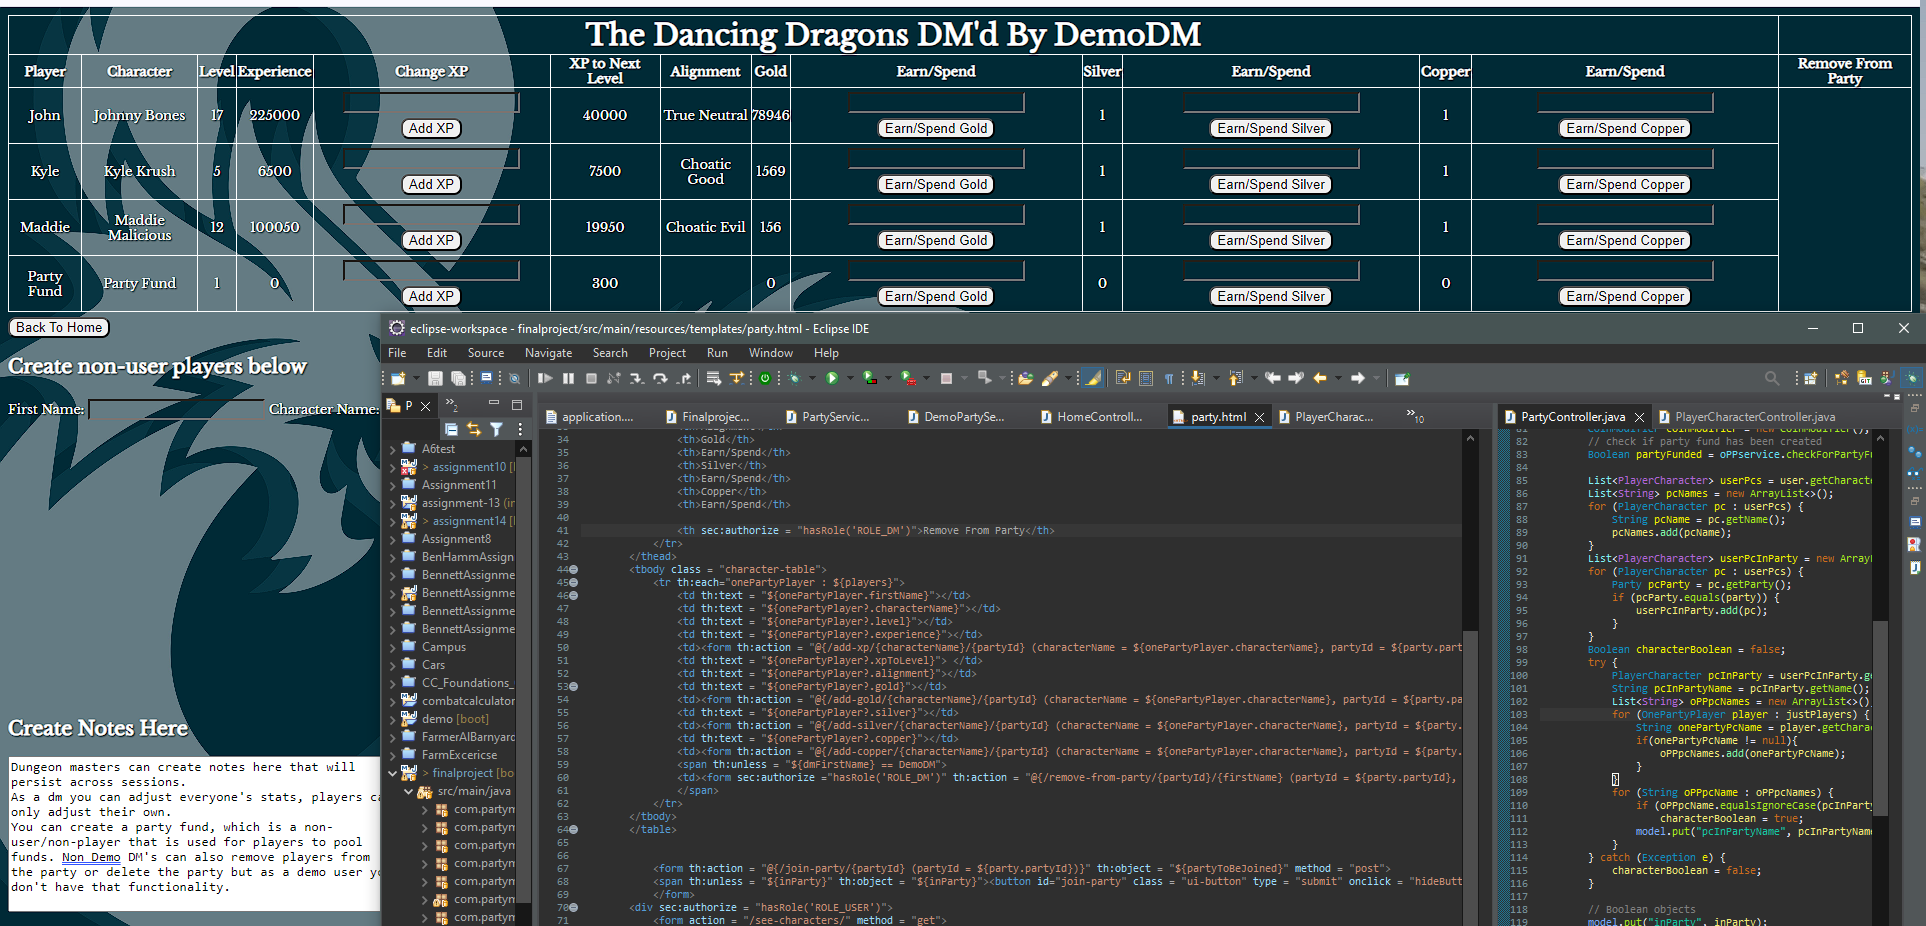 The Dancing Dragons DM'd By DemoDM
Player Character Level Experience Change XP XP to Next Level Alignment Gold Earn/Spend Silver Earn/Spend Copper Earn/Spend Remove From Party
John Johnny Bones 17 225000 Add XP 40000 True Neutral 78946 Earn/Spend Gold 1 Earn/Spend Silver 1 Earn/Spend Copper
Kyle Kyle Krush 5 6500 Add XP 7500 Choatic Good 1569 Earn/Spend Gold 1 Earn/Spend Silver 1 Earn/Spend Copper
Maddie Maddie Malicious 12 100050 Add XP 19950 Choatic Evil 156 Earn/Spend Gold 1 Earn/Spend Silver 1 Earn/Spend Copper
Party Fund Party Fund 1 0 Add XP 300 0 Earn/Spend Gold 0 Earn/Spend Silver 0 Earn/Spend Copper
Back To Home
Create non-user players below
First Name: Character Name:
Create Notes Here
Dungeon masters can create notes here that will
persist across sessions.
As a dm you can adjust everyone's stats, players ca
only adjust their own.
You can create a party fund, which is a non-
user/non-player that is used for players to pool
funds. Non Demo DM's can also remove players from
the party or delete the party but as a demo user yo
don't have that functionality.
eclipse-workspace - finalproject/src/main/resources/templates/party.html - Eclipse IDE
File Edit Source Navigate Search Project Run Window Help
P
2
A6test
> assignment10 [
Assignment11
assignment-13 (in
> assignment14 [
Assignment8
BenHammAssign
BennettAssignme
BennettAssignme
BennettAssignme
BennettAssignme
Campus
Cars
CC_Foundations_
combatcalculator
demo [boot]
FarmerAlBarnyard
FarmExcericse
> finalproject [bo
src/main/java
com.partym
com.partym
com.partym
com.partym
com.partym
com.partym
com.partym
application.... Finalprojec... PartyServic... DemoPartySe... HomeControll... party.html PlayerCharac... 10
34 <th>Gold</th>
35 <th>Earn/Spend</th>
36 <th>Silver</th>
37 <th>Earn/Spend</th>
38 <th>Copper</th>
39 <th>Earn/Spend</th>
40
41 <th sec:authorize = "hasRole('ROLE_DM')">Remove From Party</th>
42 </tr>
43 </thead>
44 <tbody class = "character-table">
45 <tr th:each="onePartyPlayer : ${players}">
46 <td th:text = "${onePartyPlayer.firstName}"></td>
47 <td th:text = "${onePartyPlayer?.characterName}"></td>
48 <td th:text = "${onePartyPlayer?.level}"></td>
49 <td th:text = "${onePartyPlayer?.experience}"></td>
50 <td><form th:action = "@{/add-xp/{characterName}/{partyId} (characterName = ${onePartyPlayer.characterName}, partyId = ${party.part
51 <td th:text = "${onePartyPlayer?.xpToLevel}"> </td>
52 <td th:text = "${onePartyPlayer?.alignment}"></td>
53 <td th:text = "${onePartyPlayer?.gold}"></td>
54 <td><form th:action = "@{/add-gold/{characterName}/{partyId} (characterName = ${onePartyPlayer.characterName}, partyId = ${party.pa
55 <td th:text = "${onePartyPlayer?.silver}"></td>
56 <td><form th:action = "@{/add-silver/{characterName}/{partyId} (characterName = ${onePartyPlayer.characterName}, partyId = ${party.
57 <td th:text = "${onePartyPlayer?.copper}"></td>
58 <td><form th:action = "@{/add-copper/{characterName}/{partyId} (characterName = ${onePartyPlayer.characterName}, partyId = ${party.
59 <span th:unless = "${dmFirstName} == DemoDM">
60 <td><form sec:authorize ="hasRole('ROLE_DM')" th:action = "@{/remove-from-party/{partyId}/{firstName} (partyId = ${party.partyId},
61 </span>
62 </tr>
63 </tbody>
64 </table>
65
66
67 <form th:action = "@{/join-party/{partyId} (partyId = ${party.partyId})}" th:object = "${partyToBeJoined}" method = "post">
68 <span th:unless = "${inParty}" th:object = "${inParty}"><button id="join-party" class = "ui-button" type = "submit" onclick = "hideButt
69 </form>
70 <div sec:authorize = "hasRole('ROLE_USER')">
71 <form action = "/see-characters/" method = "get">
PartyController.java PlayerCharacterController.java
82 // check if party fund has been created
83 Boolean partyFunded = oPPservice.checkForPartyFu
84
85 List<PlayerCharacter> userPcs = user.getCharacte
86 List<String> pcNames = new ArrayList<>();
87 for (PlayerCharacter pc : userPcs) {
88 String pcName = pc.getName();
89 pcNames.add(pcName);
90 }
91 List<PlayerCharacter> userPcInParty = new ArrayL
92 for (PlayerCharacter pc : userPcs) {
93 Party pcParty = pc.getParty();
94 if (pcParty.equals(party)) {
95 userPcInParty.add(pc);
96 }
97 }
98 Boolean characterBoolean = false;
99 try {
100 PlayerCharacter pcInParty = userPcInParty.ge
101 String pcInPartyName = pcInParty.getName();
102 List<String> oPPpcNames = new ArrayList<>()
103 for (OnePartyPlayer player : justPlayers) {
104 String onePartyPcName = player.getCharac
105 if(onePartyPcName != null){
106 oPPpcNames.add(onePartyPcName);
107 }
108 }
109 for (String oPPpcName : oPPpcNames) {
110 if (oPPpcName.equalsIgnoreCase(pcInParty
111 characterBoolean = true;
112 model.put("pcInPartyName", pcInPartyName
113 }
114 } catch (Exception e) {
115 characterBoolean = false;
116 }
117
118 // Boolean objects
119 model.put("inParty", inParty);